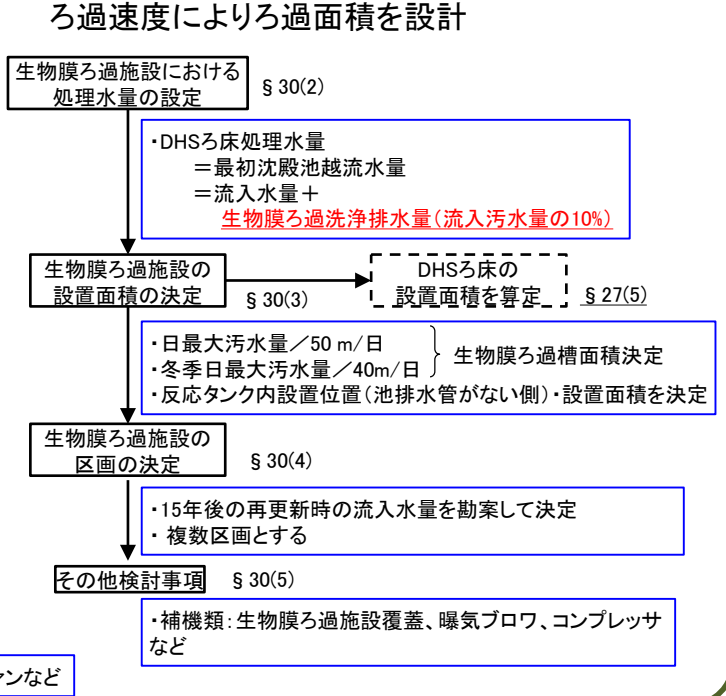 ろ過速度によりろ過面積を設計
生物膜ろ過施設における
処理水量の設定
§30(2)
・DHSろ床処理水量
＝最初沈殿池越流水量
＝流入水量＋
生物膜ろ過洗浄排水量(流入汚水量の10%)
生物膜ろ過施設の
設置面積の決定
§30(3)
DHSろ床の
設置面積を算定
§27(5)
・日最大汚水量／50 m/日
・冬季日最大汚水量／40m/日
生物膜ろ過槽面積決定
・反応タンク内設置位置(池排水管がない側)・設置面積を決定
生物膜ろ過施設の
区画の決定
§30(4)
・15年後の再更新時の流入水量を勘案して決定
・ 複数区画とする
その他検討事項
§30(5)
・補機類：生物膜ろ過施設覆蓋、曝気ブロワ、コンプレッサ
など
ァンなど